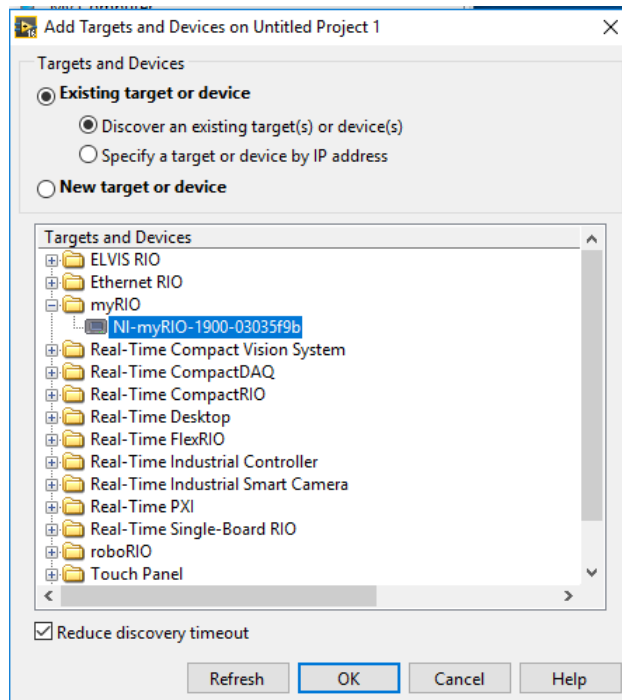 Add Targets and Devices on Untitled Project 1
Targets and Devices
Existing target or device
Discover an existing target(s) or device(s)
Specify a target or device by IP address
New target or device
Targets and Devices
ELVIS RIO
Ethernet RIO
myRIO
NI-myRIO-1900-03035f9b
Real-Time Compact Vision System
Real-Time CompactDAQ
Real-Time CompactRIO
Real-Time Desktop
Real-Time FlexRIO
Real-Time Industrial Controller
Real-Time Industrial Smart Camera
Real-Time PXI
Real-Time Single-Board RIO
roboRIO
Touch Panel
Reduce discovery timeout
Refresh OK Cancel Help